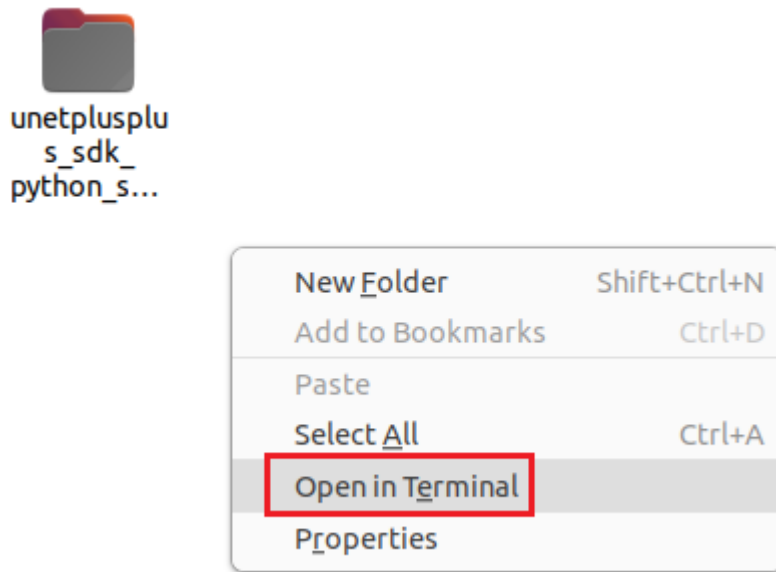 unetplusplu
s_sdk_
python_s...
New Folder Shift+Ctrl+N
Add to Bookmarks Ctrl+D
Paste
Select All Ctrl+A
Open in Terminal
Properties